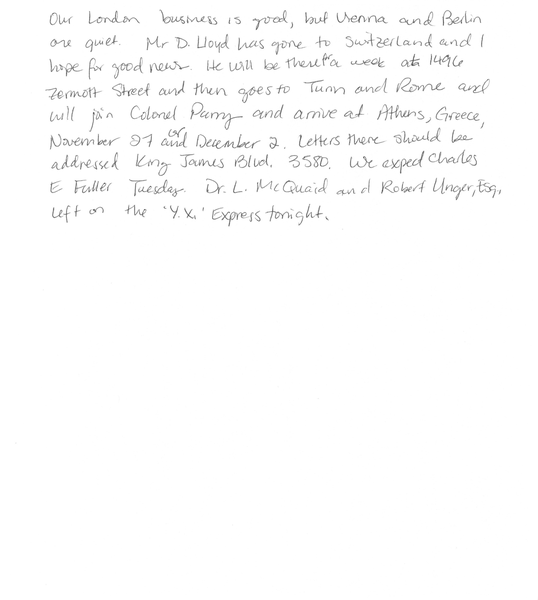 Our London business is good, but Vienna and Berlin
are quiet. Mr D. Lloyd has gone to Switzerland and I
hope for good news. He will be there a week at 1496
Zermott Street and then goes to Turin and Rome and
will join Colonel Parry and arrive at Athens, Greece,
November 27 or December 2. Letters there should be
addressed King James Blvd. 3580. We expect Charles
E Fuller Tuesday. Dr. L. McQuaid and Robert Unger, Esq.,
left on the 'Y.X.' Express tonight.